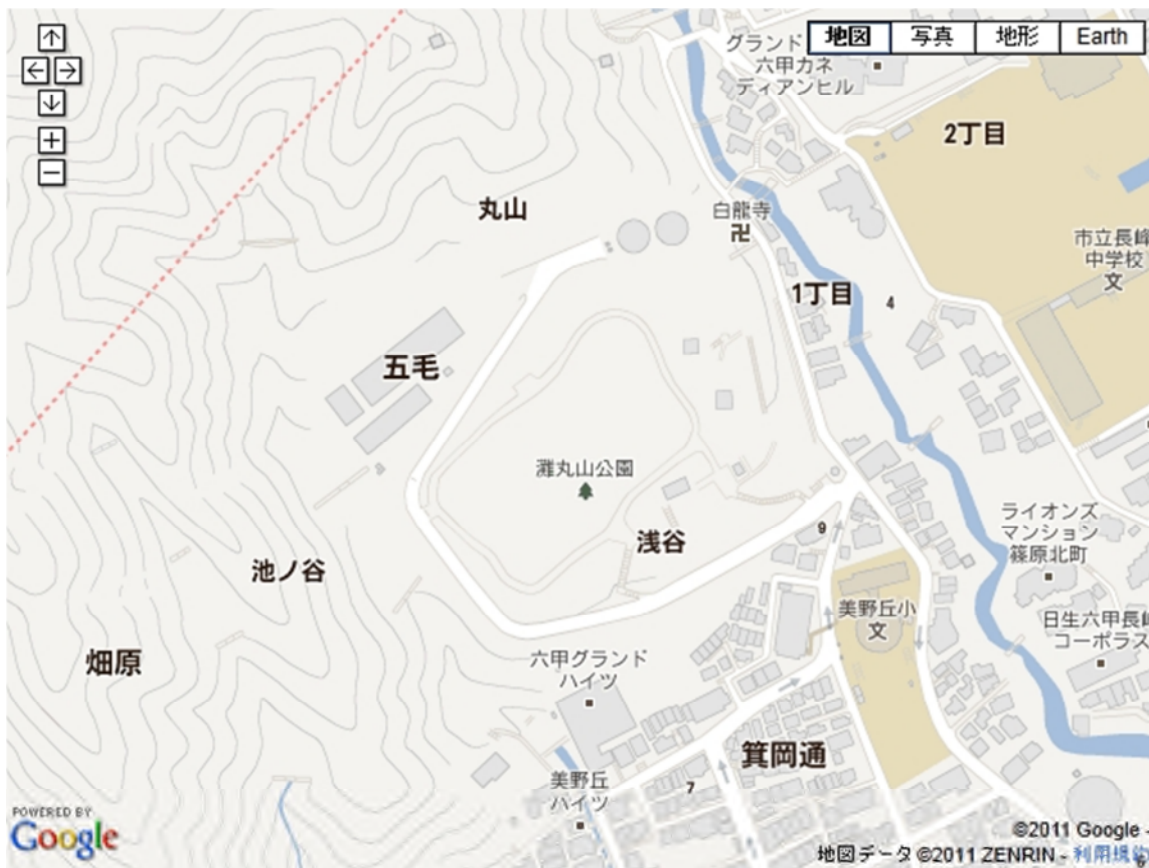 地図
写真
地形
Earth
グランド
六甲カネ
ディアンヒル
2丁目
丸山
白龍寺
市立長峰
中学校
文
1丁目
4
五毛
灘丸山公園
浅谷
9
ライオンズ
マンション
篠原北町
池ノ谷
美野丘小
文
日生六甲長峰
コーポラス
畑原
六甲グランド
ハイツ
箕岡通
美野丘
ハイツ
7
POWERED BY
Google
©2011 Google -
地図データ ©2011 ZENRIN - 利用規約
6